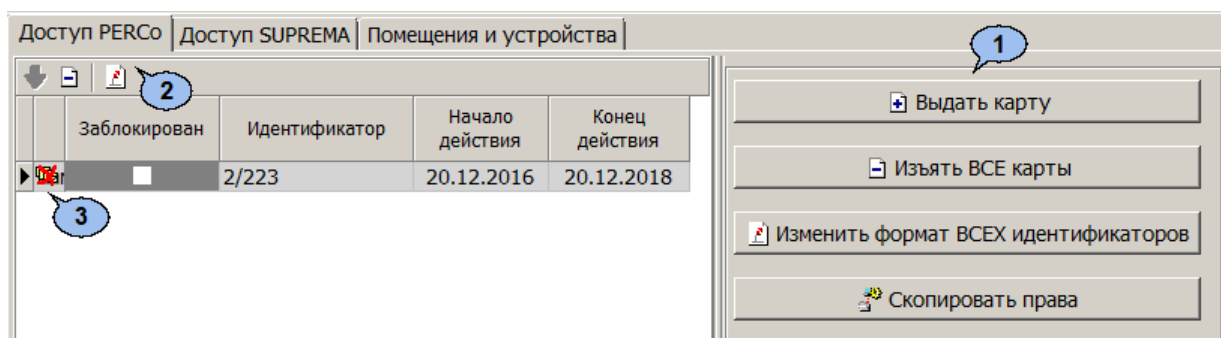 Доступ PERCo Доступ SUPREMA Помещения и устройства
1
2
Заблокирован Идентификатор Начало действия Конец действия
2/223 20.12.2016 20.12.2018
3
Выдать карту
Изъять ВСЕ карты
Изменить формат ВСЕХ идентификаторов
Скопировать права